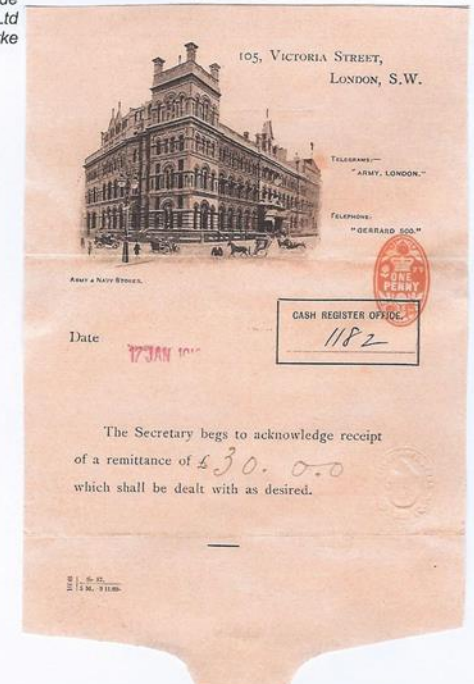 Ltd
105, VICTORIA STREET,
LONDON, S.W.
TELEGRAMS:—
"ARMY, LONDON."
TELEPHONE:
"GERRARD 500."
ONE
PENNY
ARMY & NAVY STORES.
CASH REGISTER OFFICE.
1182
Date
17 JAN
The Secretary begs to acknowledge receipt
of a remittance of £30. 0.0
which shall be dealt with as desired.